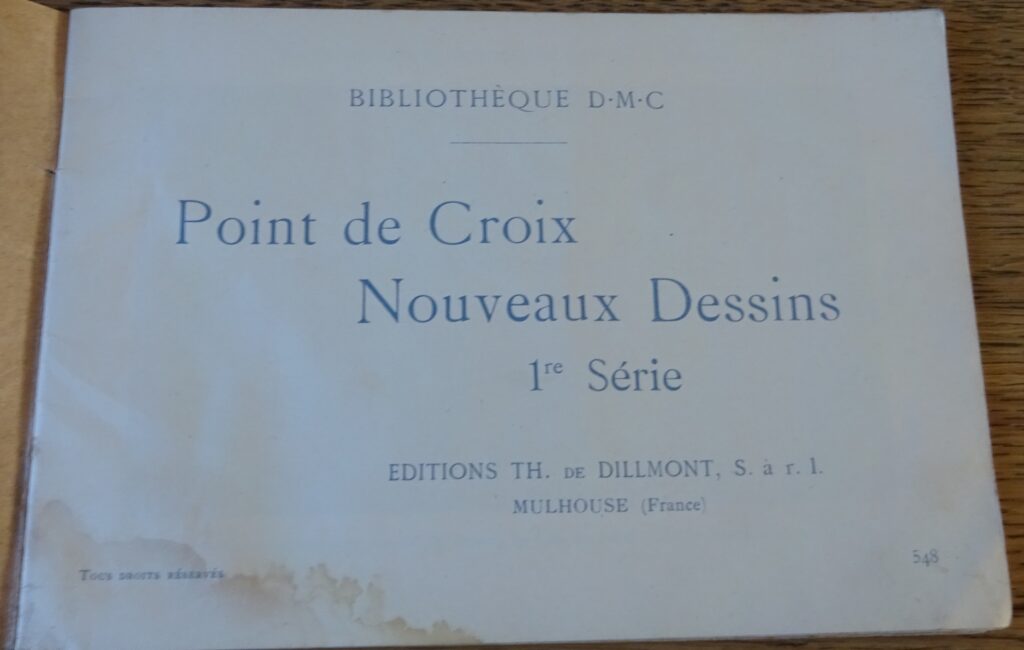 BIBLIOTHÈQUE D·M·C
Point de Croix
Nouveaux Dessins
1re Série
EDITIONS TH. DE DILLMONT, S. à r. l.
MULHOUSE (France)
548
TOUS DROITS RÉSERVÉS